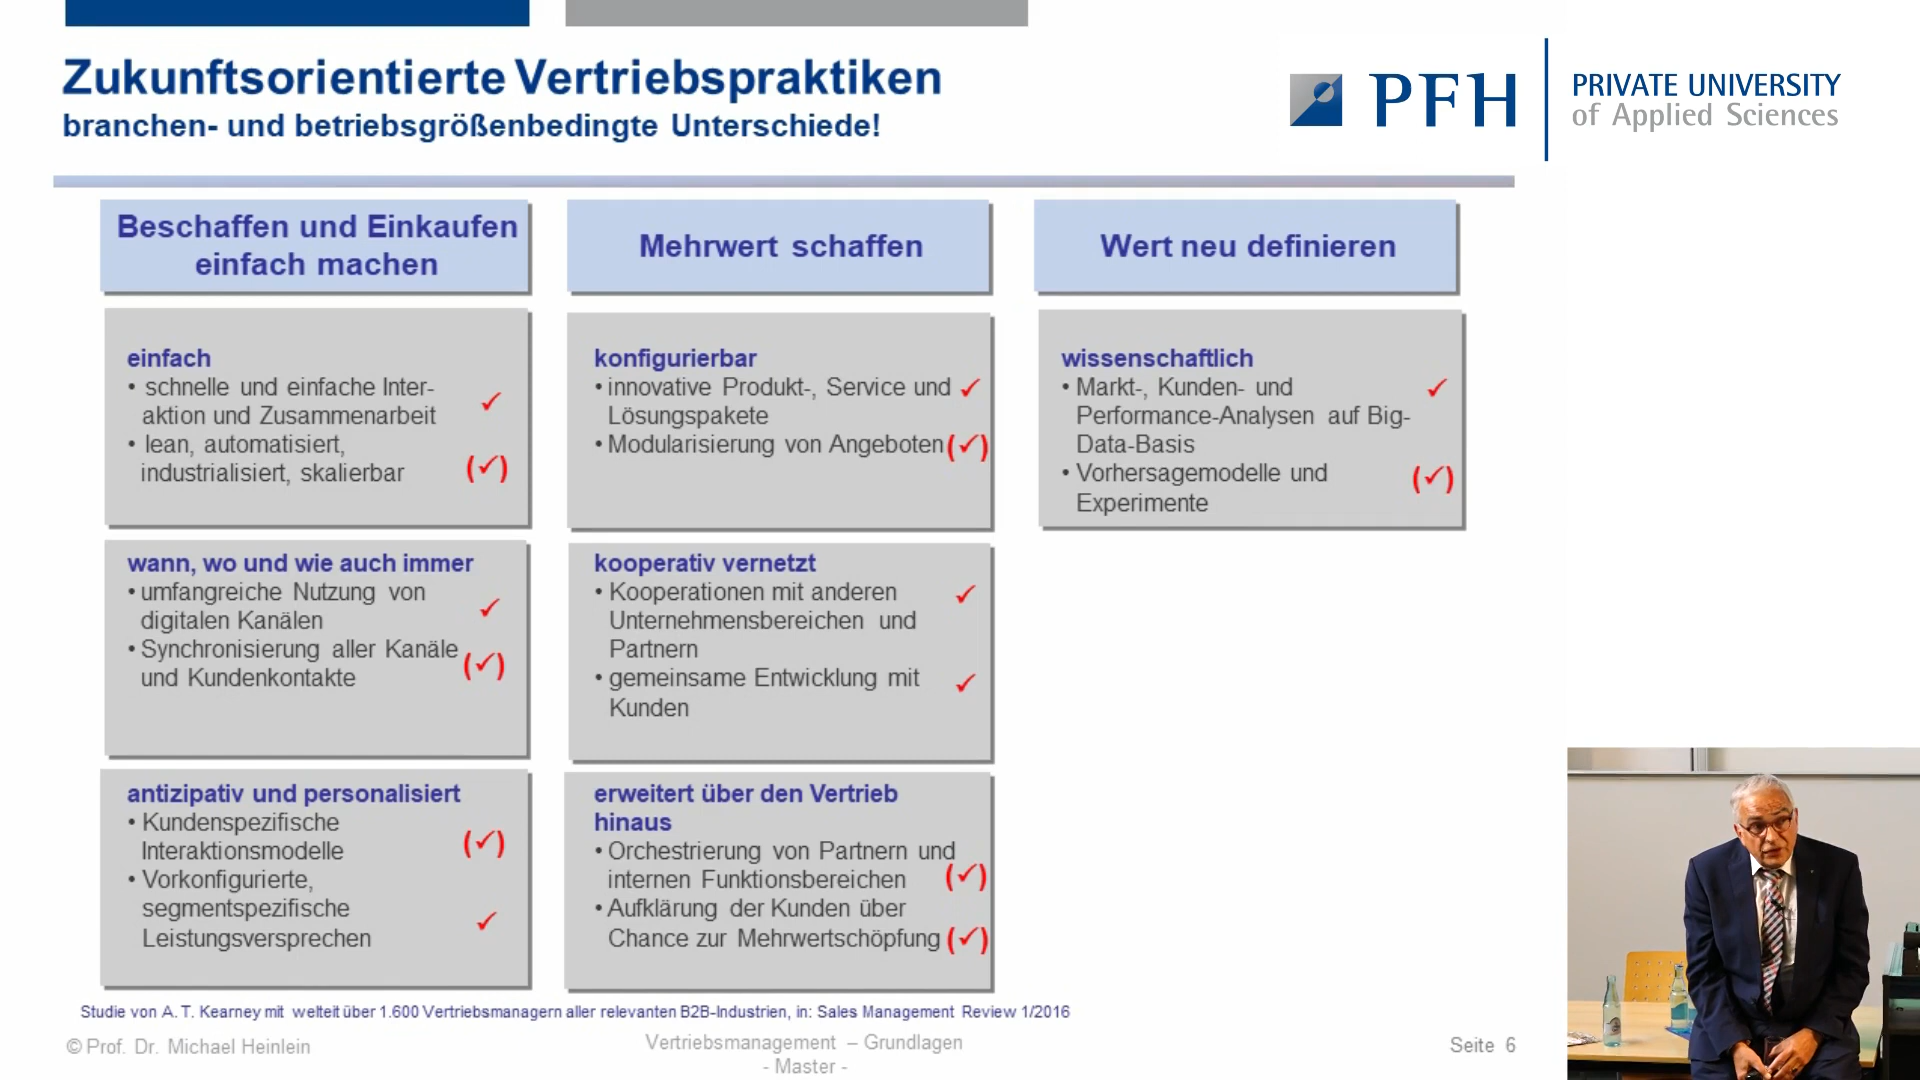 Zukunftsorientierte Vertriebspraktiken
branchen- und betriebsgrößenbedingte Unterschiede!
PFH
PRIVATE UNIVERSITY
of Applied Sciences
Beschaffen und Einkaufen
einfach machen
einfach
• schnelle und einfache Inter-
aktion und Zusammenarbeit ✓
• lean, automatisiert,
industrialisiert, skalierbar (✓)
wann, wo und wie auch immer
• umfangreiche Nutzung von
digitalen Kanälen ✓
• Synchronisierung aller Kanäle
und Kundenkontakte (✓)
antizipativ und personalisiert
• Kundenspezifische
Interaktionsmodelle (✓)
• Vorkonfigurierte,
segmentspezifische
Leistungsversprechen ✓
Mehrwert schaffen
konfigurierbar
• innovative Produkt-, Service und ✓
Lösungspakete
• Modularisierung von Angeboten (✓)
kooperativ vernetzt
• Kooperationen mit anderen ✓
Unternehmensbereichen und
Partnern
• gemeinsame Entwicklung mit ✓
Kunden
erweitert über den Vertrieb
hinaus
• Orchestrierung von Partnern und
internen Funktionsbereichen (✓)
• Aufklärung der Kunden über
Chance zur Mehrwertschöpfung (✓)
Wert neu definieren
wissenschaftlich
• Markt-, Kunden- und ✓
Performance-Analysen auf Big-
Data-Basis
• Vorhersagemodelle und (✓)
Experimente
Studie von A. T. Kearney mit welteit über 1.600 Vertriebsmanagern aller relevanten B2B-Industrien, in: Sales Management Review 1/2016
© Prof. Dr. Michael Heinlein
Vertriebsmanagement – Grundlagen
- Master -
Seite 6